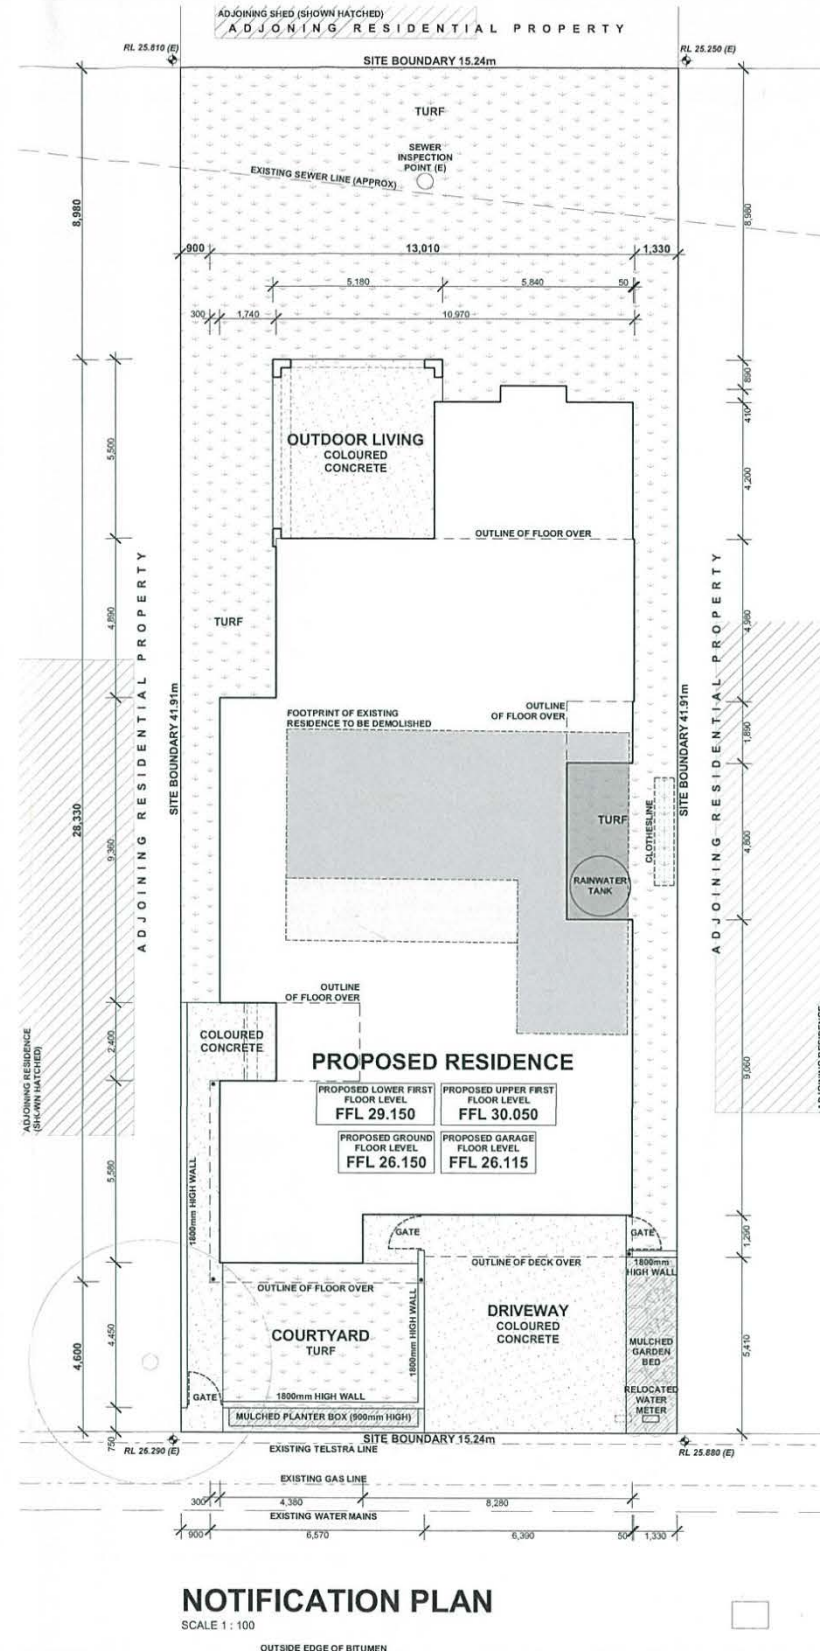 ADJOINING SHED (SHOWN HATCHED)
ADJONING RESIDENTIAL PROPERTY
RL 25.810 (E)
RL 25.250 (E)
SITE BOUNDARY 15.24m
TURF
SEWER
INSPECTION
POINT (E)
EXISTING SEWER LINE (APPROX)
8,980
8,980
900
13,010
1,330
5,180
5,840
50
300
1,740
10,970
890
410
OUTDOOR LIVING
COLOURED
CONCRETE
5,500
4,200
OUTLINE OF FLOOR OVER
ADJOINING RESIDENTIAL PROPERTY
ADJOINING RESIDENTIAL PROPERTY
4,890
4,980
TURF
SITE BOUNDARY 41.91m
SITE BOUNDARY 41.91m
FOOTPRINT OF EXISTING
RESIDENCE TO BE DEMOLISHED
OUTLINE
OF FLOOR OVER
1,890
28,330
9,360
TURF
CLOTHESLINE
4,800
RAINWATER
TANK
OUTLINE
OF FLOOR OVER
COLOURED
CONCRETE
2,400
ADJOINING RESIDENCE
(SHOWN HATCHED)
PROPOSED RESIDENCE
9,060
PROPOSED LOWER FIRST
FLOOR LEVEL
FFL 29.150
PROPOSED UPPER FIRST
FLOOR LEVEL
FFL 30.050
PROPOSED GROUND
FLOOR LEVEL
FFL 26.150
PROPOSED GARAGE
FLOOR LEVEL
FFL 26.115
5,580
1800mm HIGH WALL
GATE
GATE
1,290
OUTLINE OF DECK OVER
1800mm
HIGH WALL
OUTLINE OF FLOOR OVER
1800mm HIGH WALL
COURTYARD
TURF
DRIVEWAY
COLOURED
CONCRETE
4,450
4,600
5,410
MULCHED
GARDEN
BED
GATE
1800mm HIGH WALL
RELOCATED
WATER
METER
MULCHED PLANTER BOX (900mm HIGH)
750
SITE BOUNDARY 15.24m
RL 26.290 (E)
EXISTING TELSTRA LINE
RL 25.880 (E)
EXISTING GAS LINE
300
4,380
8,280
EXISTING WATER MAINS
900
6,570
6,390
50
1,330
NOTIFICATION PLAN
SCALE 1 : 100
OUTSIDE EDGE OF BITUMEN